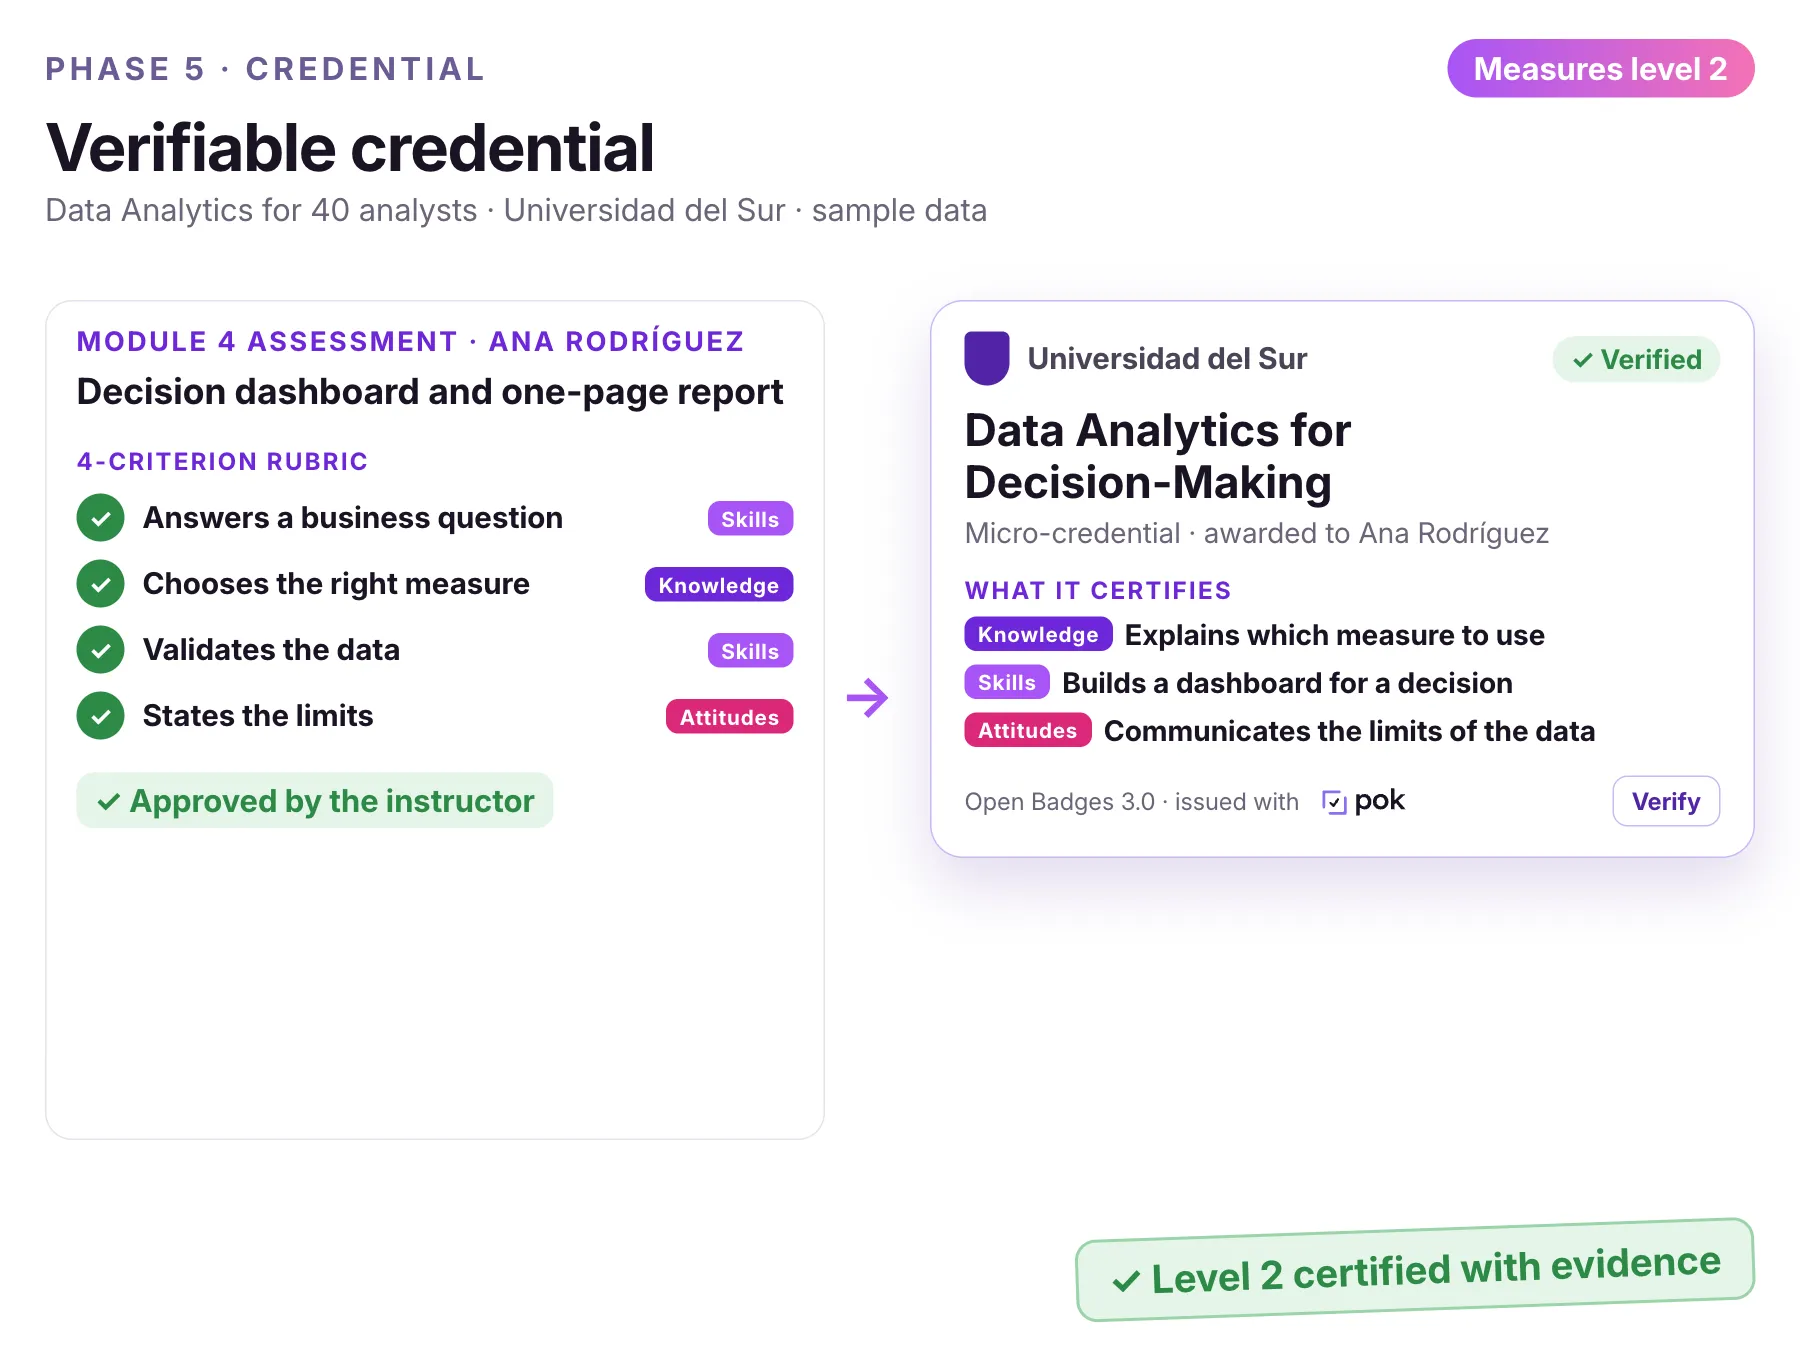 PHASE 5 · CREDENTIAL
Measures level 2
Verifiable credential
Data Analytics for 40 analysts · Universidad del Sur · sample data
MODULE 4 ASSESSMENT · ANA RODRÍGUEZ
Decision dashboard and one-page report
4-CRITERION RUBRIC
✓ Answers a business question Skills
✓ Chooses the right measure Knowledge
✓ Validates the data Skills
✓ States the limits Attitudes
✓ Approved by the instructor
Universidad del Sur
✓ Verified
Data Analytics for
Decision-Making
Micro-credential · awarded to Ana Rodríguez
WHAT IT CERTIFIES
Knowledge Explains which measure to use
Skills Builds a dashboard for a decision
Attitudes Communicates the limits of the data
Open Badges 3.0 · issued with pok
Verify
✓ Level 2 certified with evidence